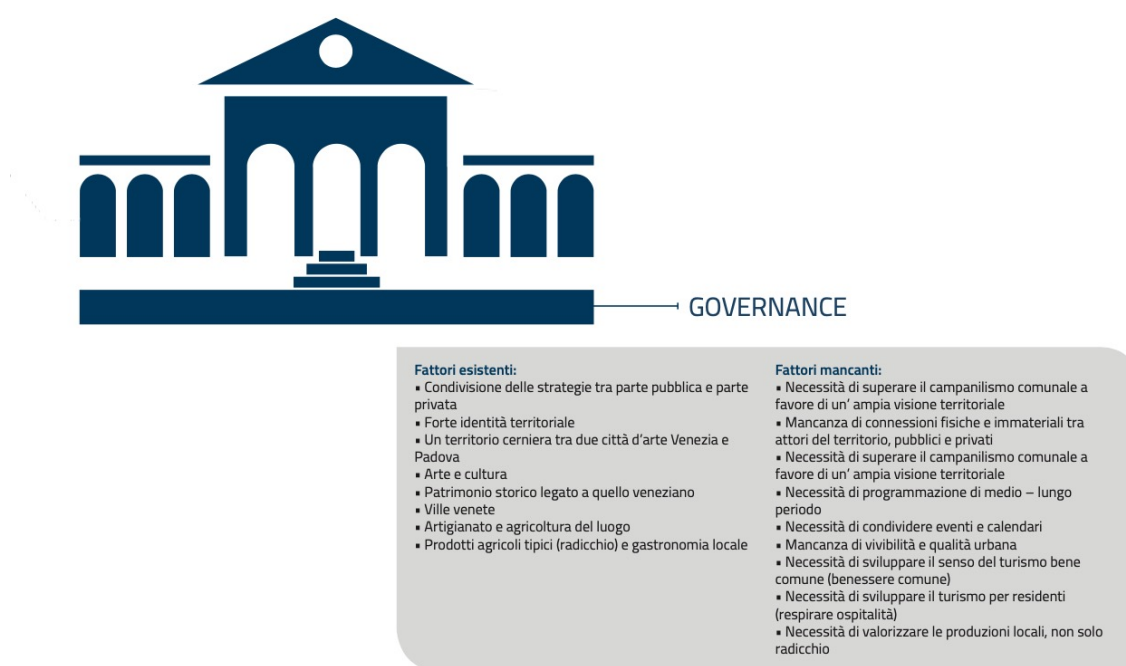 GOVERNANCE
Fattori esistenti:
▪ Condivisione delle strategie tra parte pubblica e parte
privata
▪ Forte identità territoriale
▪ Un territorio cerniera tra due città d’arte Venezia e
Padova
▪ Arte e cultura
▪ Patrimonio storico legato a quello veneziano
▪ Ville venete
▪ Artigianato e agricoltura del luogo
▪ Prodotti agricoli tipici (radicchio) e gastronomia locale
Fattori mancanti:
▪ Necessità di superare il campanilismo comunale a
favore di un’ ampia visione territoriale
▪ Mancanza di connessioni fisiche e immateriali tra
attori del territorio, pubblici e privati
▪ Necessità di superare il campanilismo comunale a
favore di un’ ampia visione territoriale
▪ Necessità di programmazione di medio – lungo
periodo
▪ Necessità di condividere eventi e calendari
▪ Mancanza di vivibilità e qualità urbana
▪ Necessità di sviluppare il senso del turismo bene
comune (benessere comune)
▪ Necessità di sviluppare il turismo per residenti
(respirare ospitalità)
▪ Necessità di valorizzare le produzioni locali, non solo
radicchio